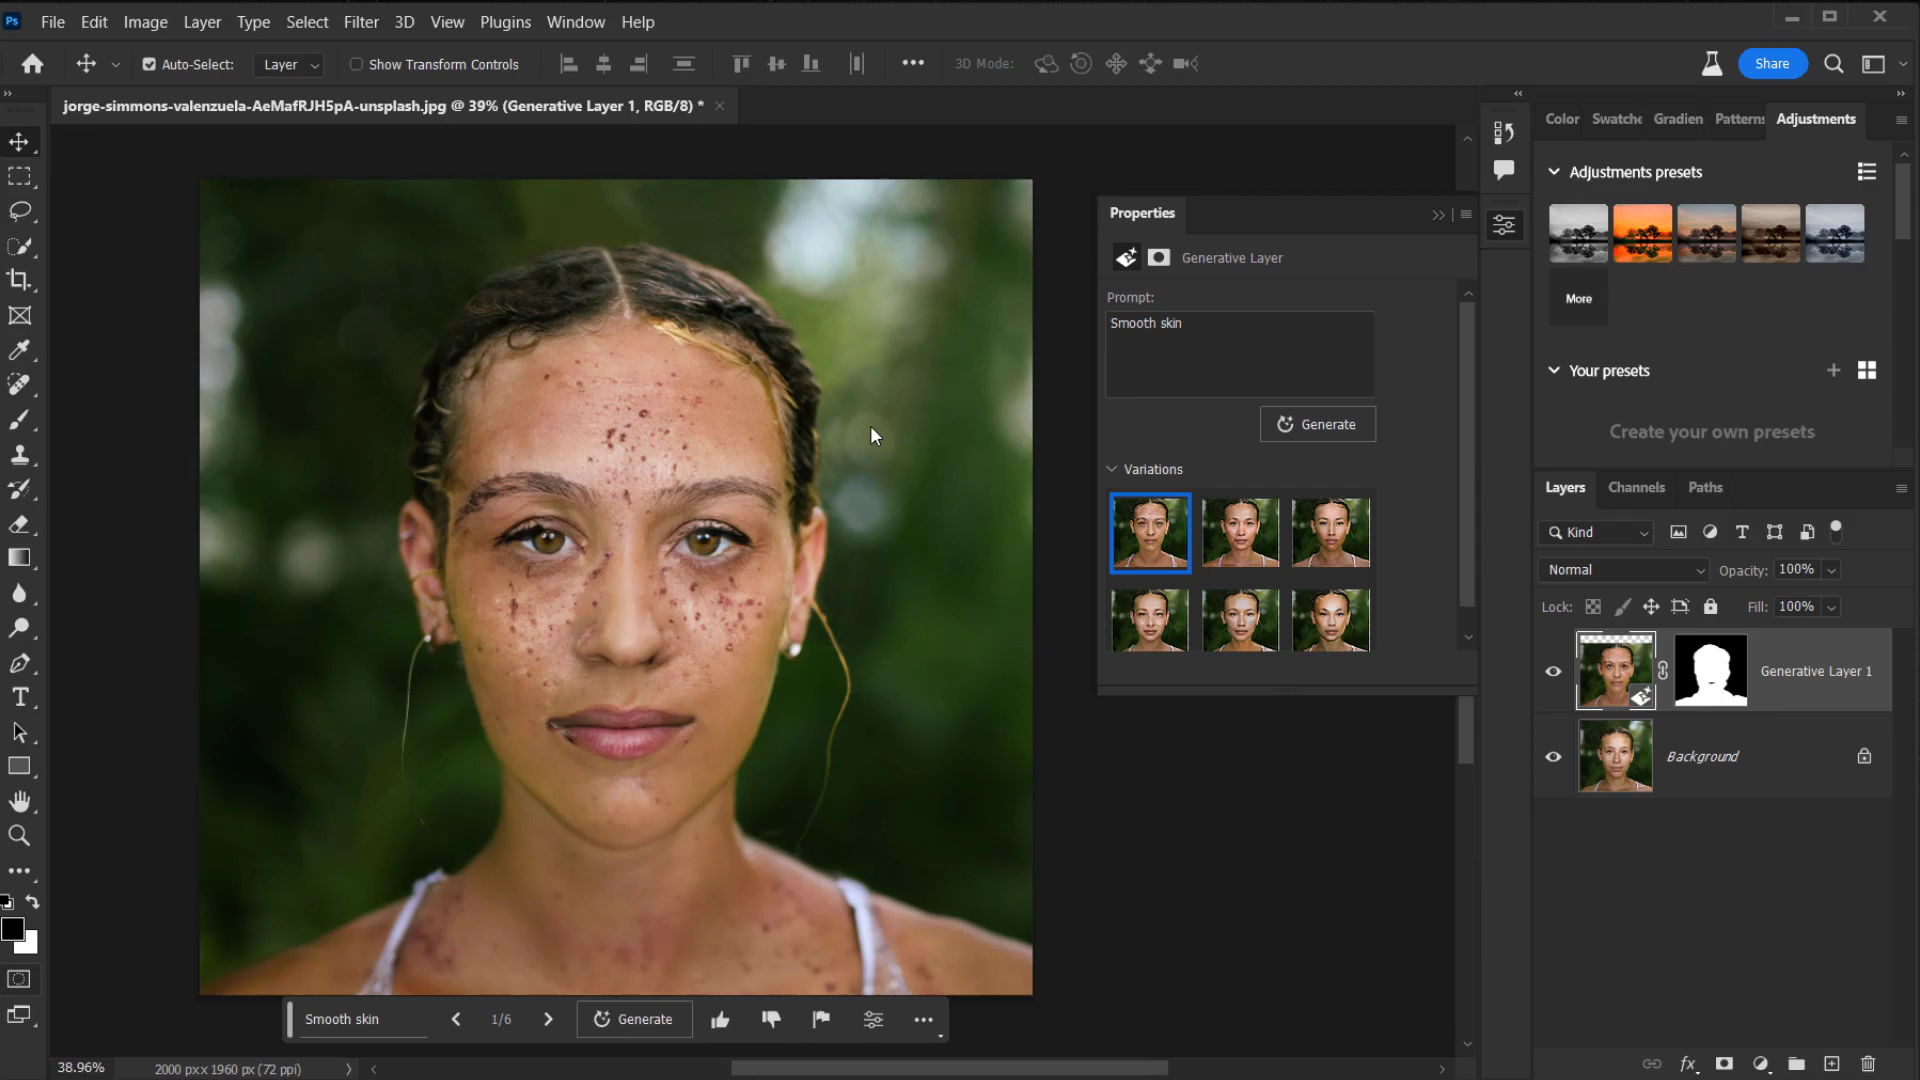 Ps File Edit Image Layer Type Select Filter 3D View Plugins Window Help
Auto-Select: Layer Show Transform Controls 3D Mode: Share
jorge-simmons-valenzuela-AeMafRJH5pA-unsplash.jpg @ 39% (Generative Layer 1, RGB/8) *
Color Swatche Gradien Patterns Adjustments
Adjustments presets
More
Your presets
Create your own presets
Properties
Generative Layer
Prompt:
Smooth skin
Generate
Variations
Layers Channels Paths
Kind
Normal Opacity: 100%
Lock: Fill: 100%
Generative Layer 1
Background
Smooth skin 1/6 Generate
38.96% 2000 px x 1960 px (72 ppi)
fx